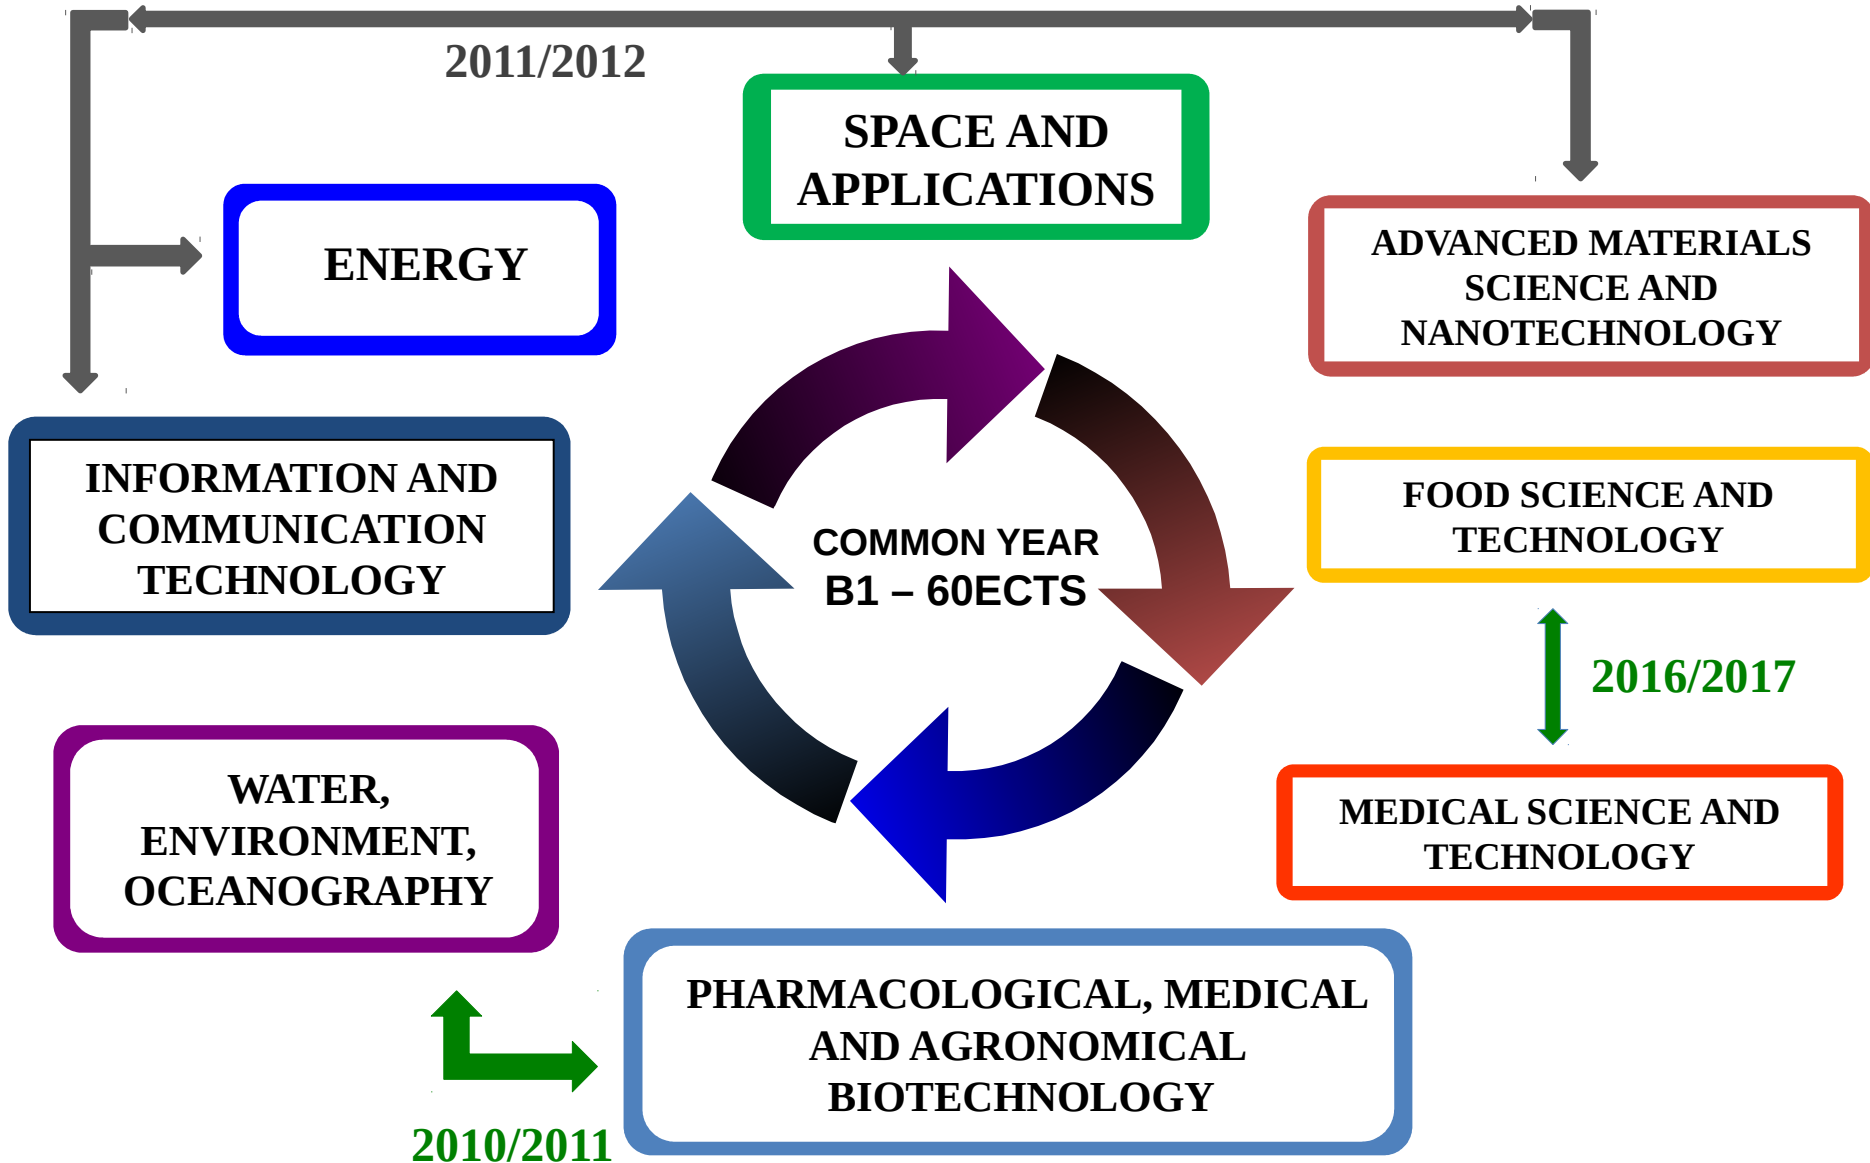 2011/2012
SPACE AND
APPLICATIONS
ENERGY
ADVANCED MATERIALS
SCIENCE AND
NANOTECHNOLOGY
INFORMATION AND
COMMUNICATION
TECHNOLOGY
COMMON YEAR
B1 – 60ECTS
FOOD SCIENCE AND
TECHNOLOGY
2016/2017
WATER,
ENVIRONMENT,
OCEANOGRAPHY
MEDICAL SCIENCE AND
TECHNOLOGY
PHARMACOLOGICAL, MEDICAL
AND AGRONOMICAL
BIOTECHNOLOGY
2010/2011